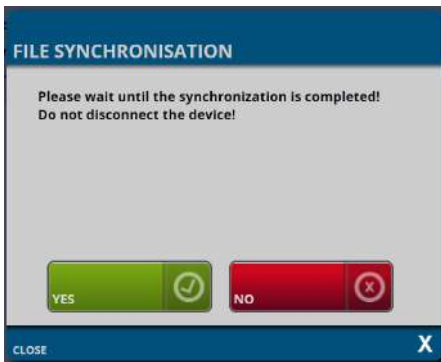 FILE SYNCHRONISATION
Please wait until the synchronization is completed!
Do not disconnect the device!
YES
NO
CLOSE X